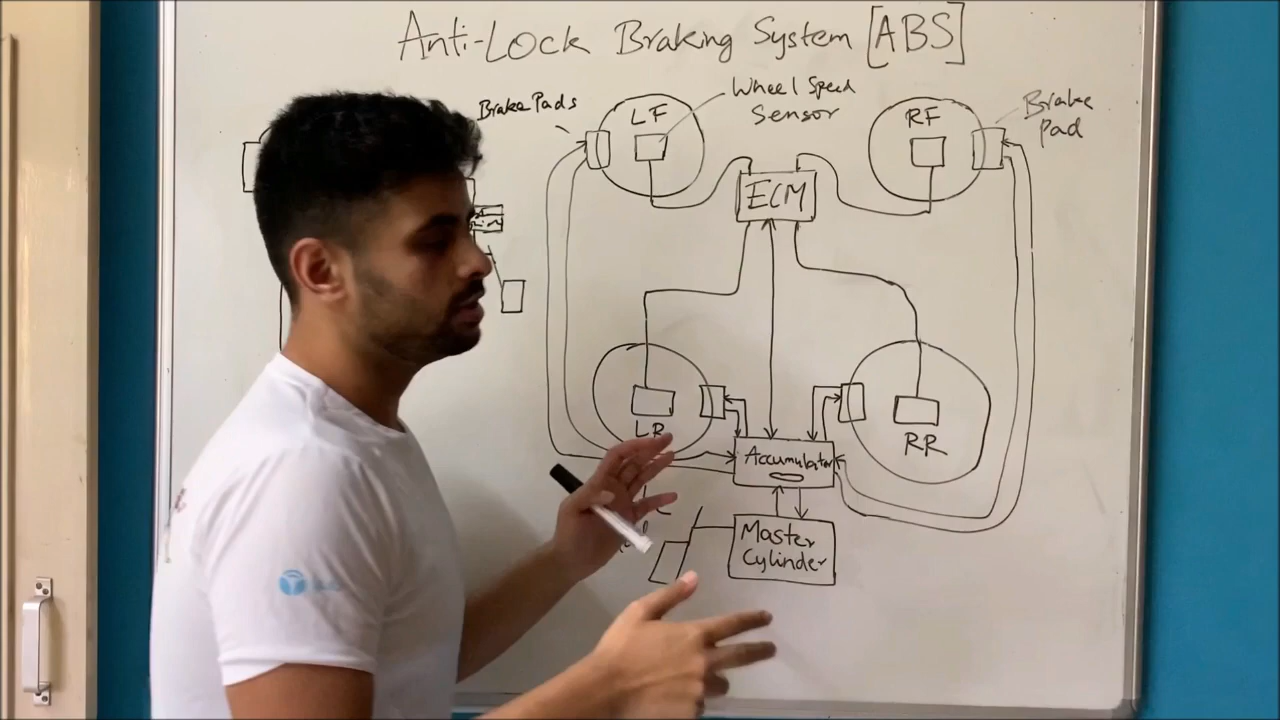 Anti-Lock Braking System [ABS]
Brake Pads
LF
Wheel Speed
Sensor
RF
Brake
Pad
ECM
LR
RR
Accumulator
Master
Cylinder